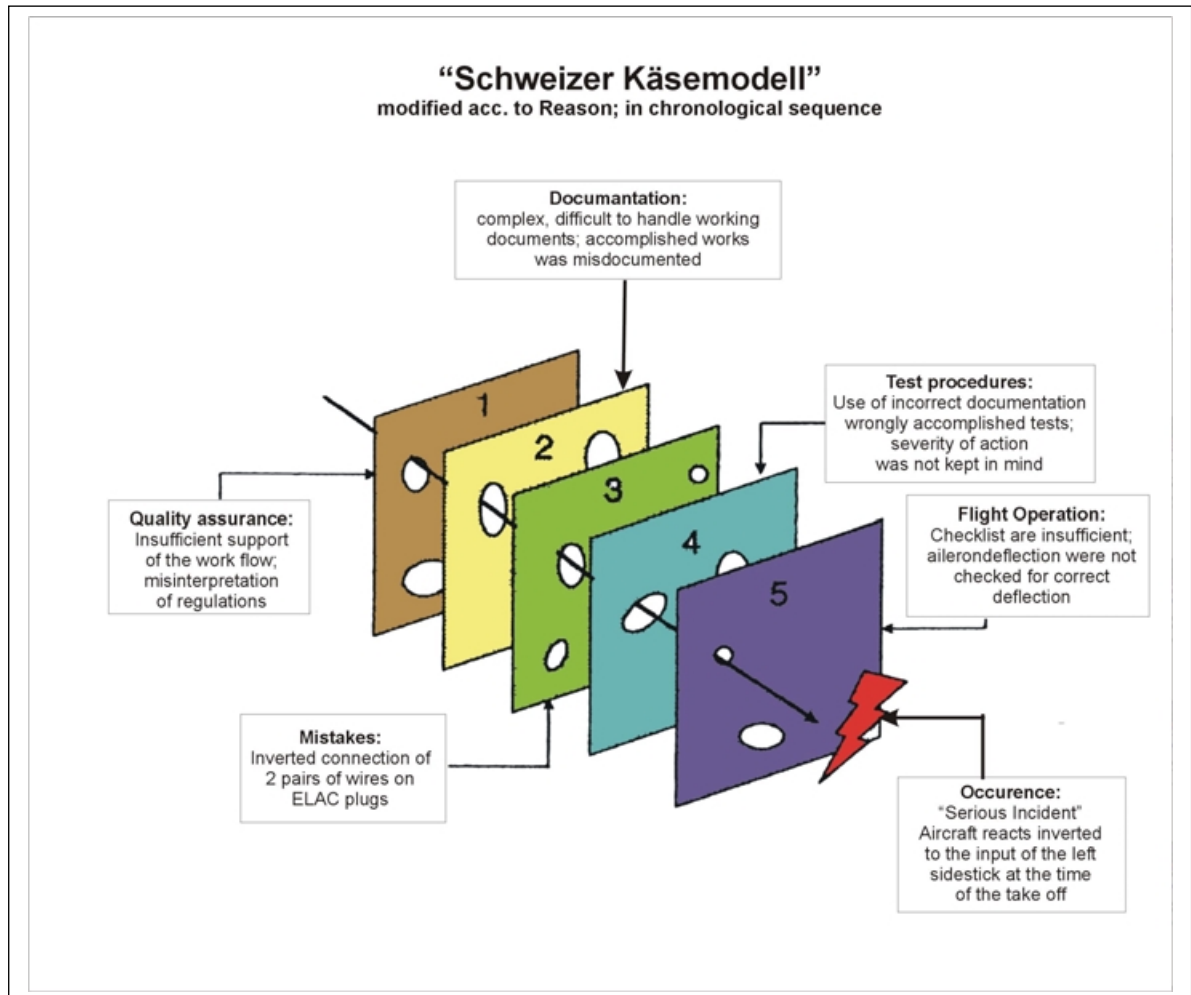 “Schweizer Käsemodell”
modified acc. to Reason; in chronological sequence
Documantation:
complex, difficult to handle working
documents; accomplished works
was misdocumented
Test procedures:
Use of incorrect documentation
wrongly accomplished tests;
severity of action
was not kept in mind
1
2
3
4
5
Quality assurance:
Insufficient support
of the work flow;
misinterpretation
of regulations
Flight Operation:
Checklist are insufficient;
ailerondeflection were not
checked for correct
deflection
Mistakes:
Inverted connection of
2 pairs of wires on
ELAC plugs
Occurence:
“Serious Incident”
Aircraft reacts inverted
to the input of the left
sidestick at the time
of the take off